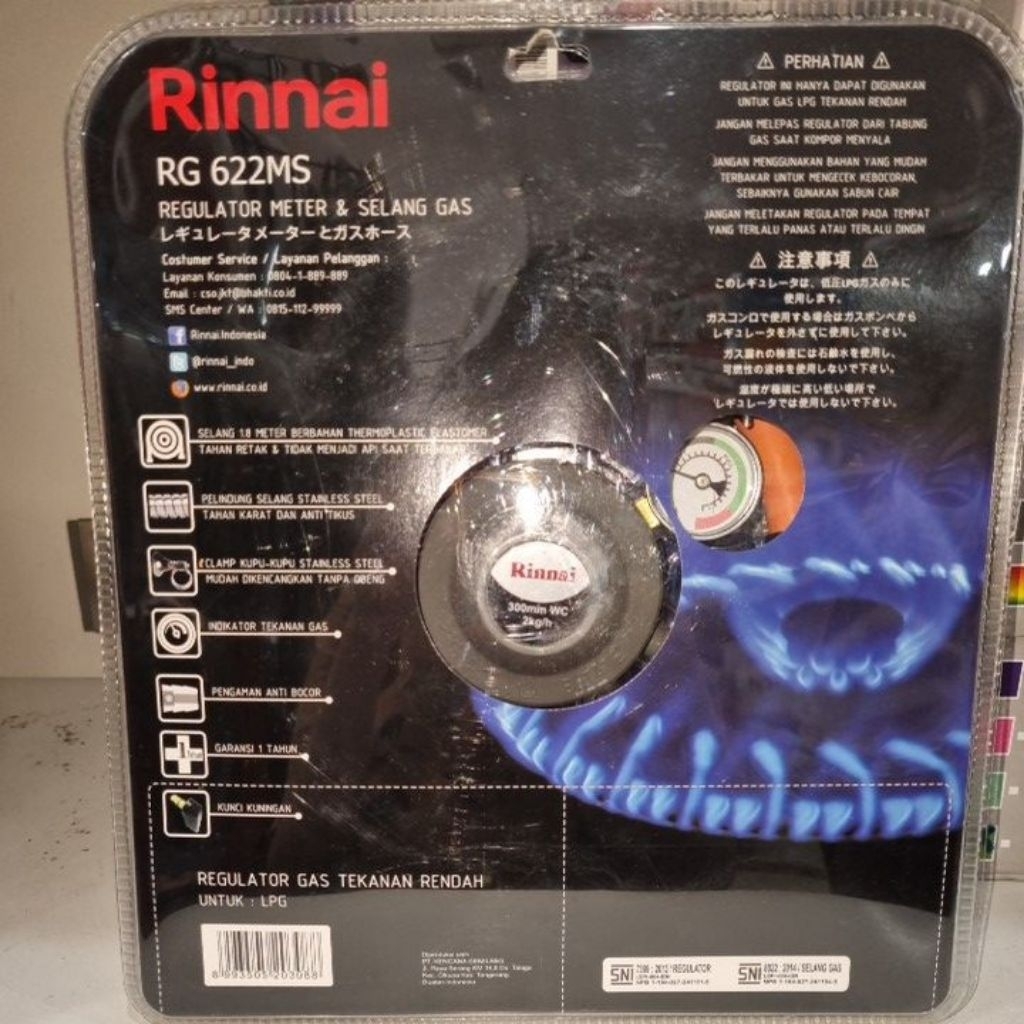 Rinnai
RG 622MS
REGULATOR METER & SELANG GAS
レギュレータメーターとガスホース
Costumer Service / Layanan Pelanggan :
Layanan Konsumen : 0804-1-889-889
Email : cso.jkt@bhakti.co.id
SMS Center / WA : 0815-112-99999
Rinnai.Indonesia
@rinnai_indo
www.rinnai.co.id
SELANG 1.8 METER BERBAHAN THERMOPLASTIC ELASTOMER
TAHAN RETAK & TIDAK MENJADI API SAAT TERBAKAR
PELINDUNG SELANG STAINLESS STEEL
TAHAN KARAT DAN ANTI TIKUS
CLAMP KUPU-KUPU STAINLESS STEEL
MUDAH DIKENCANGKAN TANPA OBENG
INDIKATOR TEKANAN GAS
PENGAMAN ANTI BOCOR
GARANSI 1 TAHUN
KUNCI KUNINGAN
REGULATOR GAS TEKANAN RENDAH
UNTUK : LPG
8 993505 203088
PERHATIAN
REGULATOR INI HANYA DAPAT DIGUNAKAN
UNTUK GAS LPG TEKANAN RENDAH
JANGAN MELEPAS REGULATOR DARI TABUNG
GAS SAAT KOMPOR MENYALA
JANGAN MENGGUNAKAN BAHAN YANG MUDAH
TERBAKAR UNTUK MENGECEK KEBOCORAN,
SEBAIKNYA GUNAKAN SABUN CAIR
JANGAN MELETAKAN REGULATOR PADA TEMPAT
YANG TERLALU PANAS ATAU TERLALU DINGIN
注意事項
このレギュレータは、低圧LPGガスのみに
使用します。
ガスコンロで使用する場合はガスボンベから
レギュレータを外さずに使用して下さい。
ガス漏れの検査には石鹸水を使用し、
可燃性の液体を使用しないで下さい。
温度が極端に高い低い場所で
レギュレータでは使用しないで下さい。
Rinnai
300mm WC
2kg/h
SNI 7369 : 2012 * REGULATOR
SNI : 2014 * SELANG GAS